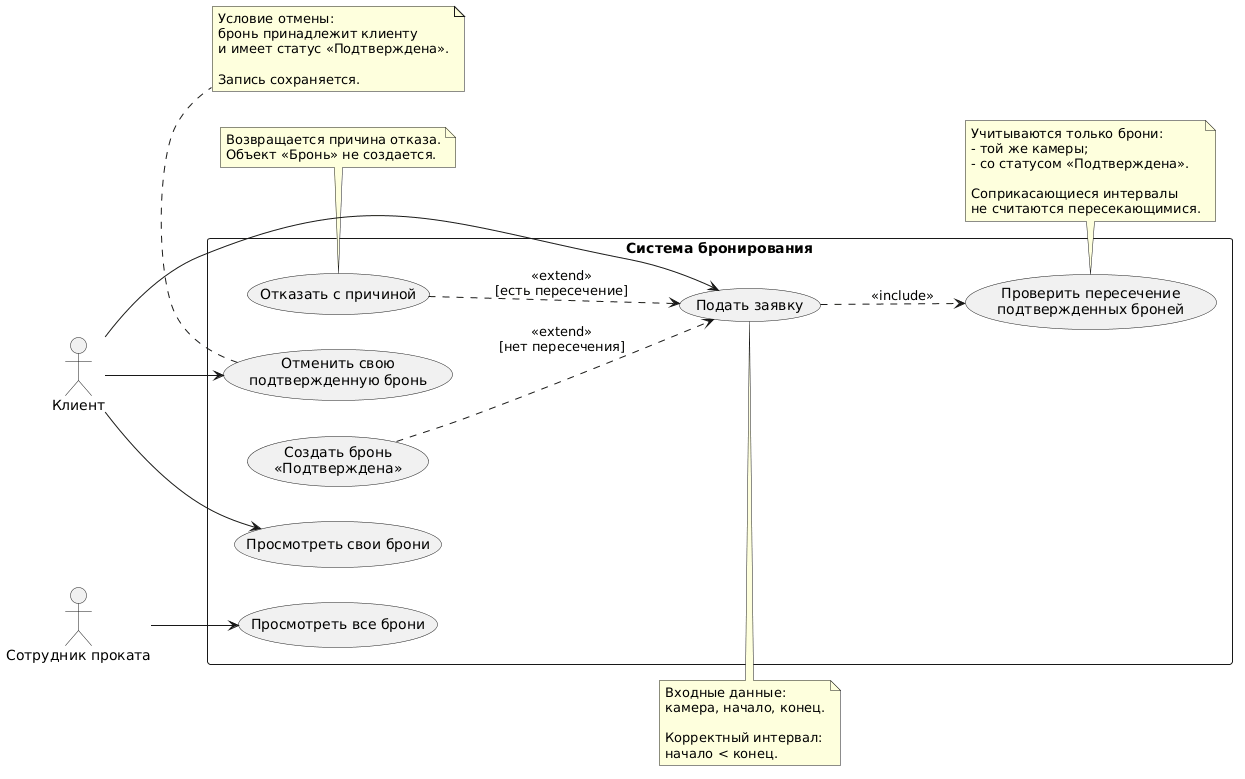 Условие отмены:
бронь принадлежит клиенту
и имеет статус «Подтверждена».
Запись сохраняется.
Возвращается причина отказа.
Объект «Бронь» не создается.
Учитываются только брони:
- той же камеры;
- со статусом «Подтверждена».
Соприкасающиеся интервалы
не считаются пересекающимися.
Система бронирования
Отказать с причиной
«extend»
[есть пересечение]
Подать заявку
«include»
Проверить пересечение
подтвержденных броней
«extend»
[нет пересечения]
Отменить свою
подтвержденную бронь
Клиент
Создать бронь
«Подтверждена»
Просмотреть свои брони
Просмотреть все брони
Сотрудник проката
Входные данные:
камера, начало, конец.
Корректный интервал:
начало < конец.